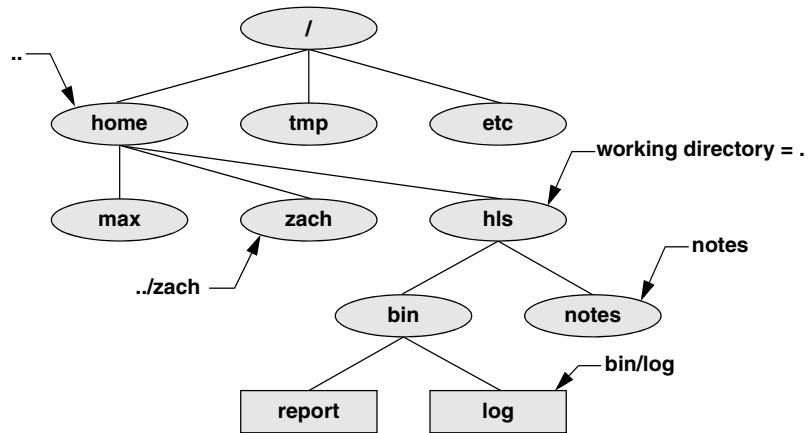 /
..
home
tmp
etc
working directory = .
max
zach
hls
../zach
notes
bin
notes
bin/log
report
log